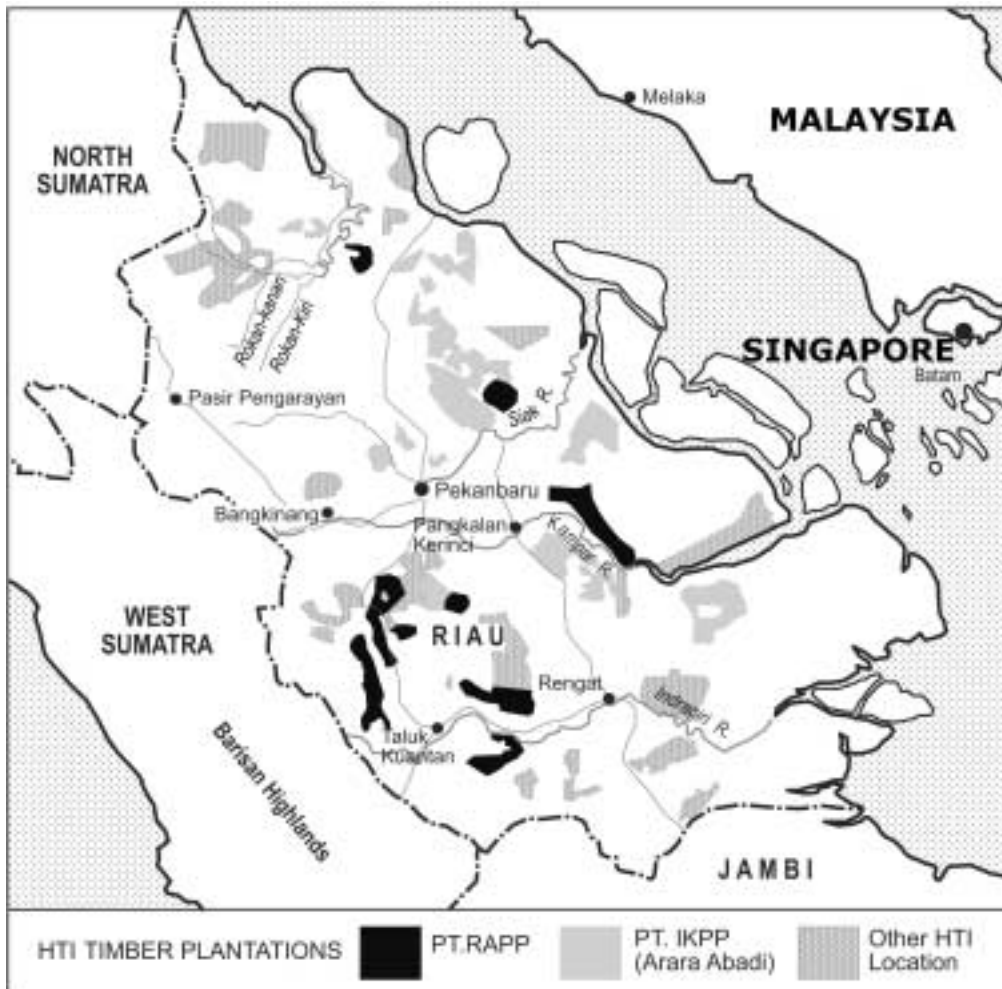 Melaka
MALAYSIA
NORTH
SUMATRA
Rokan-kanan
Rokan-Kiri
SINGAPORE
Batam
Pasir Pengarayan
Siak R.
Pekanbaru
Bangkinang
Pangkalan
Kerinci
Kampar R.
WEST
SUMATRA
RIAU
Rengat
Indragiri R.
Taluk
Kuantan
Barisan Highlands
JAMBI
HTI TIMBER PLANTATIONS
PT.RAPP
PT. IKPP
(Arara Abadi)
Other HTI
Location